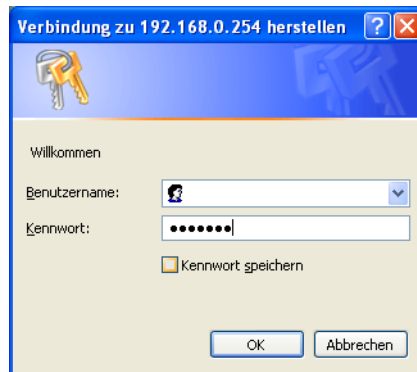 Verbindung zu 192.168.0.254 herstellen
Willkommen
Benutzername:
Kennwort:
Kennwort speichern
OK Abbrechen